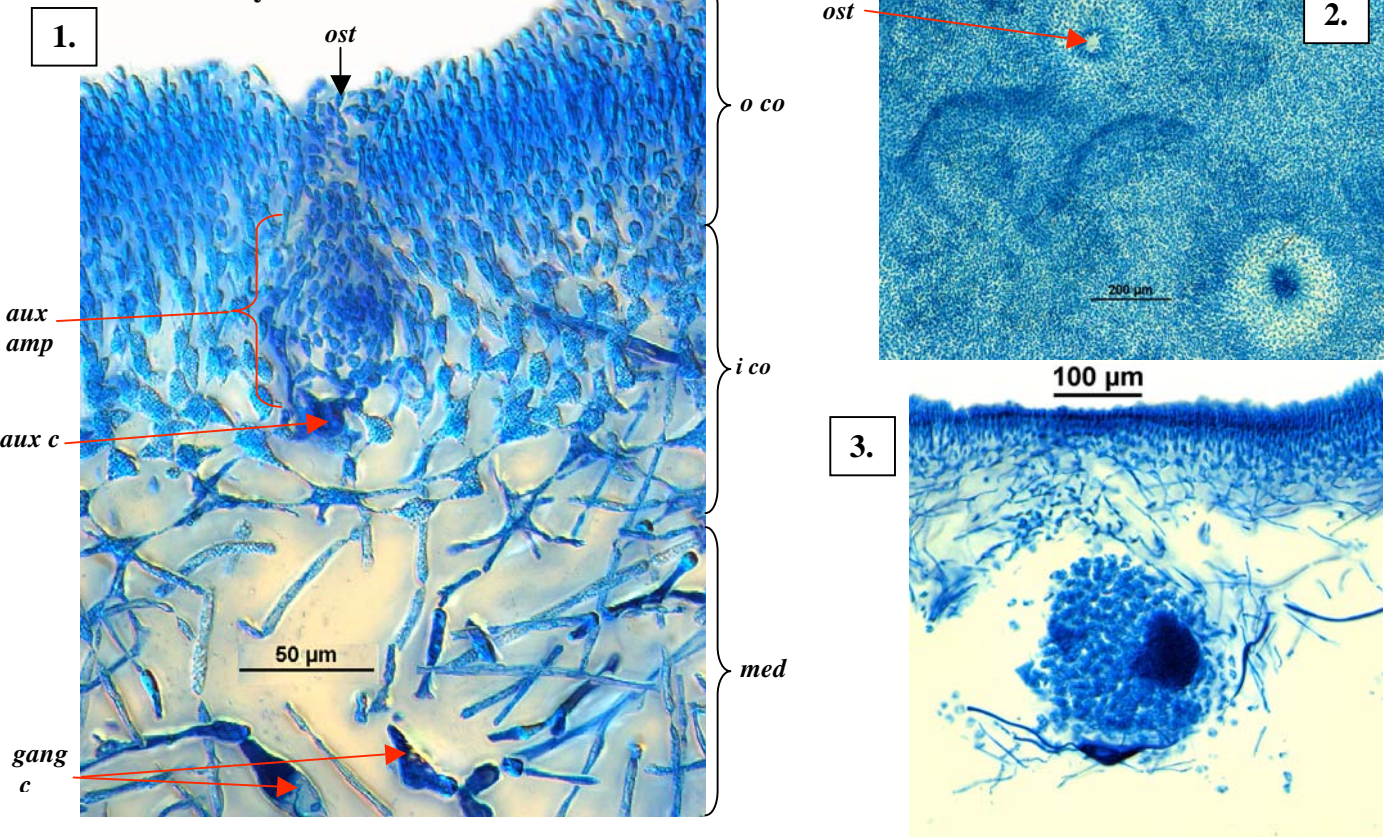 1.
ost
o co
aux
amp
i co
aux c
50 µm
med
gang
c
ost
2.
200 µm
100 µm
3.